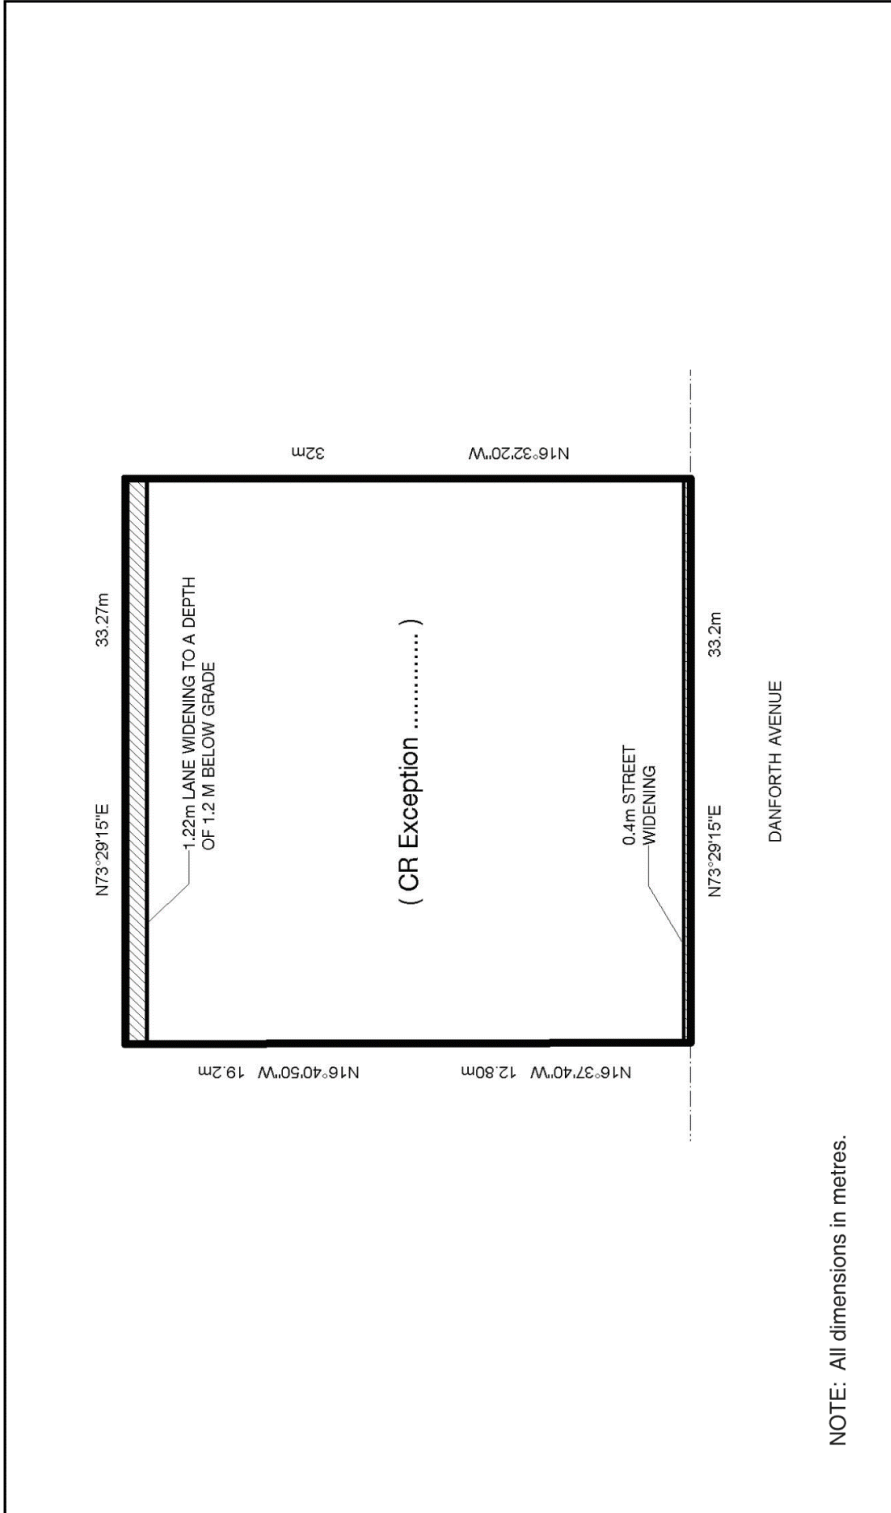 N73°29'15"E 33.27m
1.22m LANE WIDENING TO A DEPTH
OF 1.2 M BELOW GRADE
N16°40'50"W 19.2m
N16°37'40"W 12.80m
32m
N16°32'20"W
( CR Exception .............. )
0.4m STREET
WIDENING
N73°29'15"E 33.2m
DANFORTH AVENUE
NOTE: All dimensions in metres.